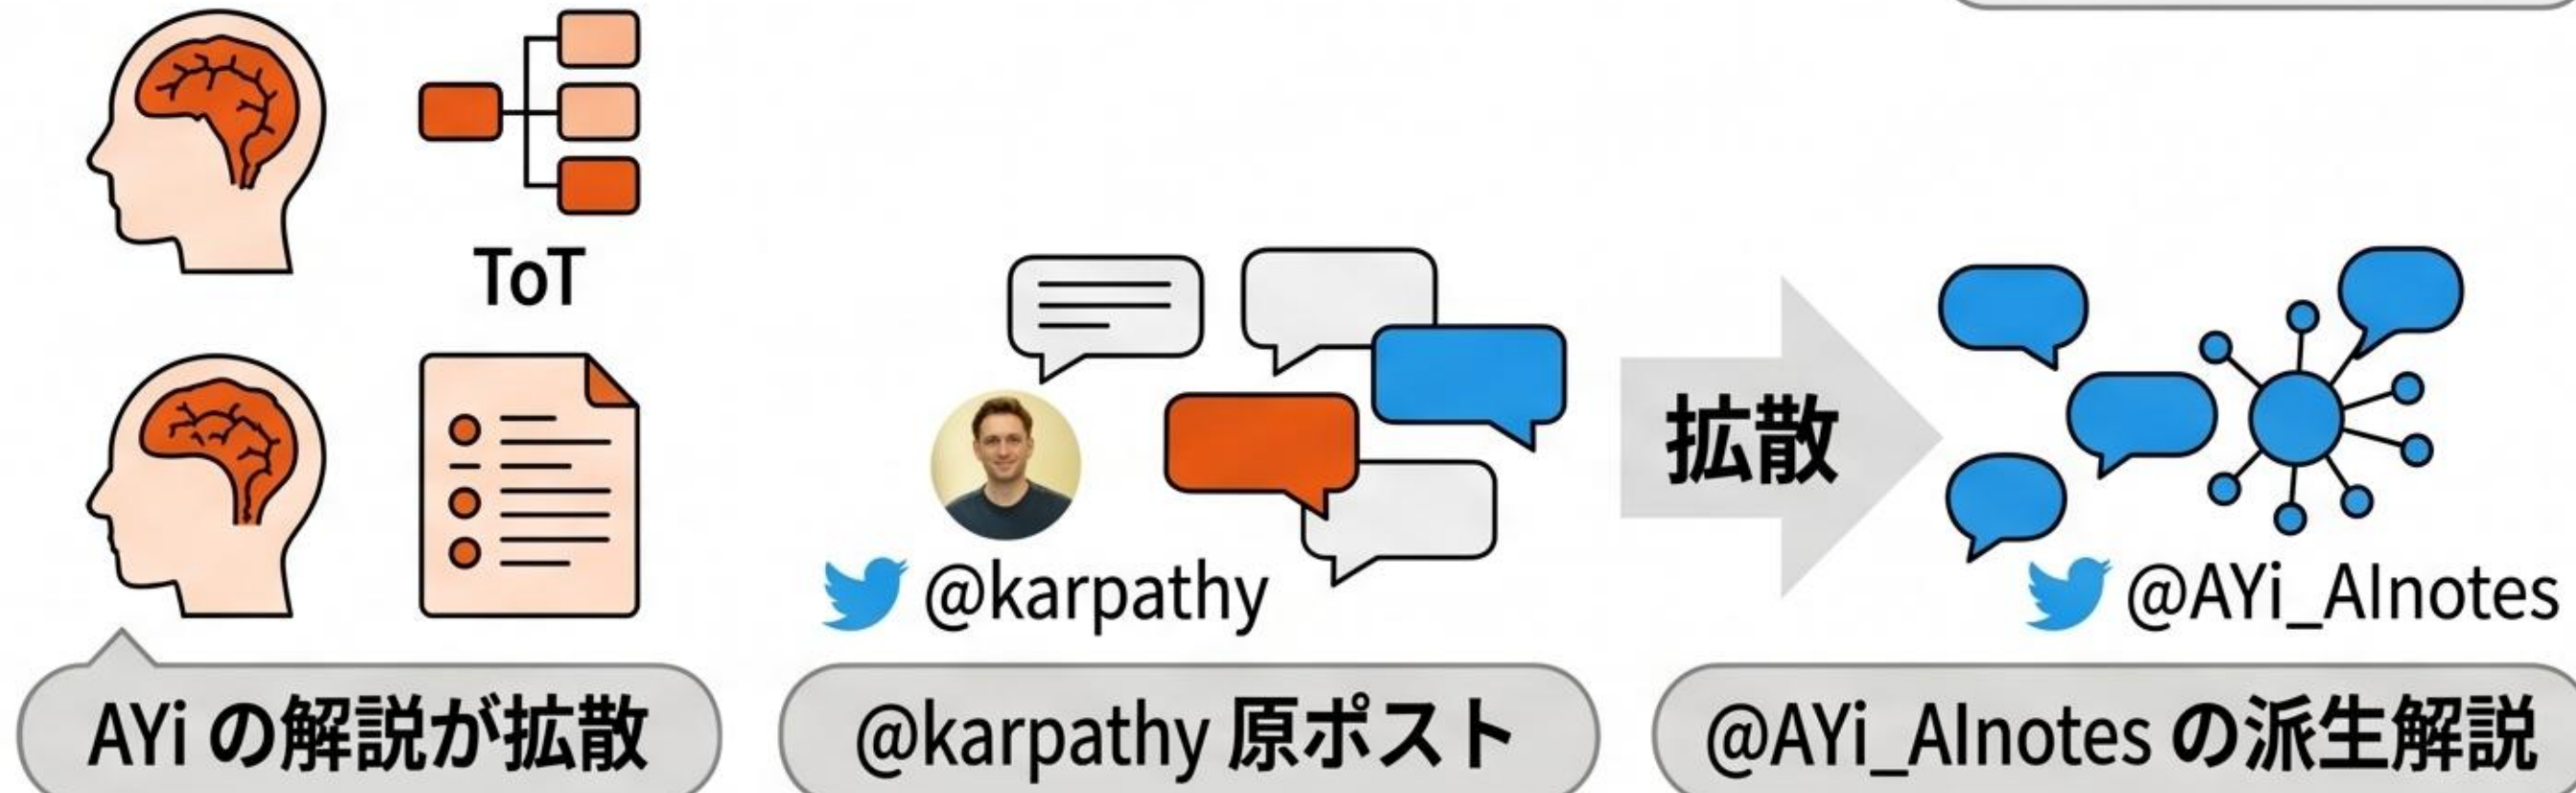 ToT
拡散
@karpathy
@AYi_AInotes
AYi の解説が拡散
@karpathy 原ポスト
@AYi_AInotes の派生解説